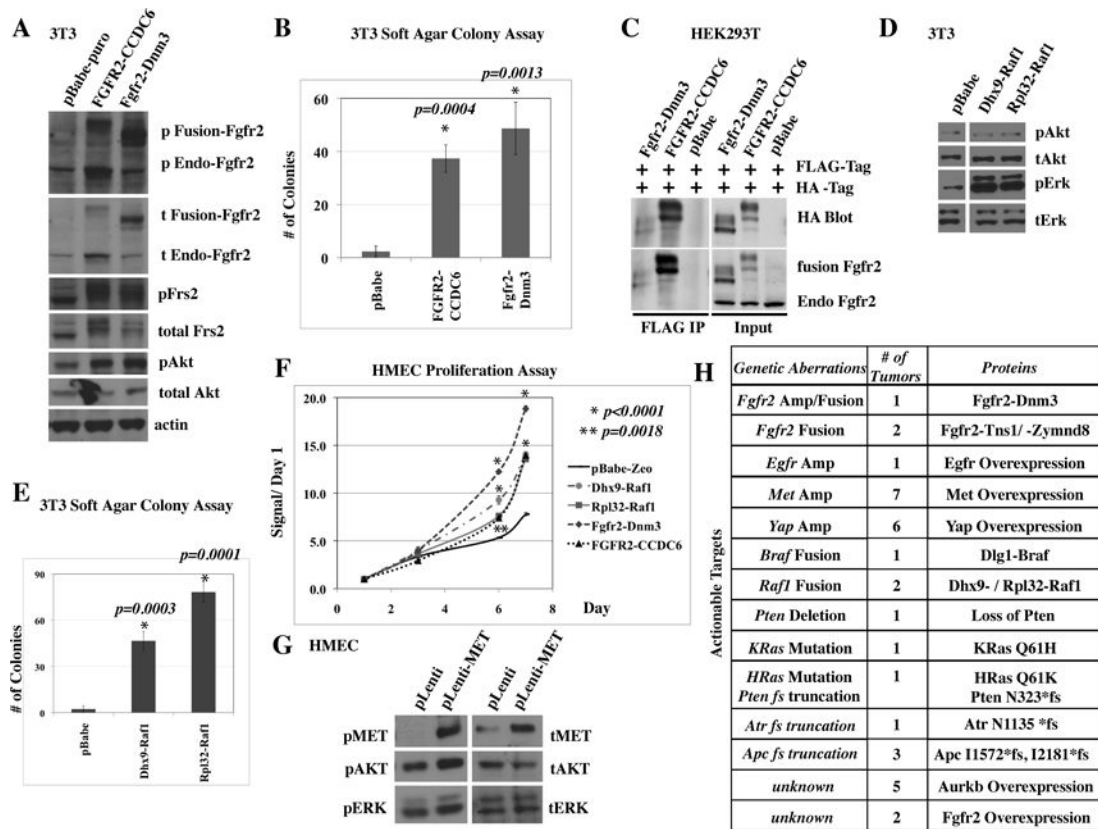 A
3T3
pBabe-puro
FGFR2-CCDC6
Fgfr2-Dnm3
p Fusion-Fgfr2
p Endo-Fgfr2
t Fusion-Fgfr2
t Endo-Fgfr2
pFrs2
total Frs2
pAkt
total Akt
actin
B
3T3 Soft Agar Colony Assay
p=0.0013
p=0.0004
*
*
60
40
20
0
# of Colonies
pBabe
FGFR2-
CCDC6
Fgfr2-
Dnm3
C
HEK293T
Fgfr2-Dnm3
FGFR2-CCDC6
pBabe
Fgfr2-Dnm3
FGFR2-CCDC6
pBabe
+ + + + + + FLAG-Tag
+ + + + + + HA -Tag
HA Blot
fusion Fgfr2
Endo Fgfr2
FLAG IP
Input
D
3T3
pBabe
Dhx9-Raf1
Rpl32-Raf1
pAkt
tAkt
pErk
tErk
E
3T3 Soft Agar Colony Assay
p=0.0001
p=0.0003
*
*
90
60
30
0
# of Colonies
pBabe
Dhx9-Raf1
Rpl32-Raf1
F
HMEC Proliferation Assay
20.0
15.0
10.0
5.0
0.0
Signal/ Day 1
0
2
4
6
8
Day
*
*
*
*
**
* p<0.0001
** p=0.0018
pBabe-Zeo
Dhx9-Raf1
Rpl32-Raf1
Fgfr2-Dnm3
FGFR2-CCDC6
G
HMEC
pLenti
pLenti-MET
pLenti
pLenti-MET
pMET
tMET
pAKT
tAKT
pERK
tERK
H
Actionable Targets
Genetic Aberrations # of Tumors Proteins
Fgfr2 Amp/Fusion 1 Fgfr2-Dnm3
Fgfr2 Fusion 2 Fgfr2-Tns1/ -Zymnd8
Egfr Amp 1 Egfr Overexpression
Met Amp 7 Met Overexpression
Yap Amp 6 Yap Overexpression
Braf Fusion 1 Dlg1-Braf
Raf1 Fusion 2 Dhx9- / Rpl32-Raf1
Pten Deletion 1 Loss of Pten
KRas Mutation 1 KRas Q61H
HRas Mutation 1 HRas Q61K
Pten fs truncation Pten N323*fs
Atr fs truncation 1 Atr N1135 *fs
Apc fs truncation 3 Apc I1572*fs, I2181*fs
unknown 5 Aurkb Overexpression
unknown 2 Fgfr2 Overexpression